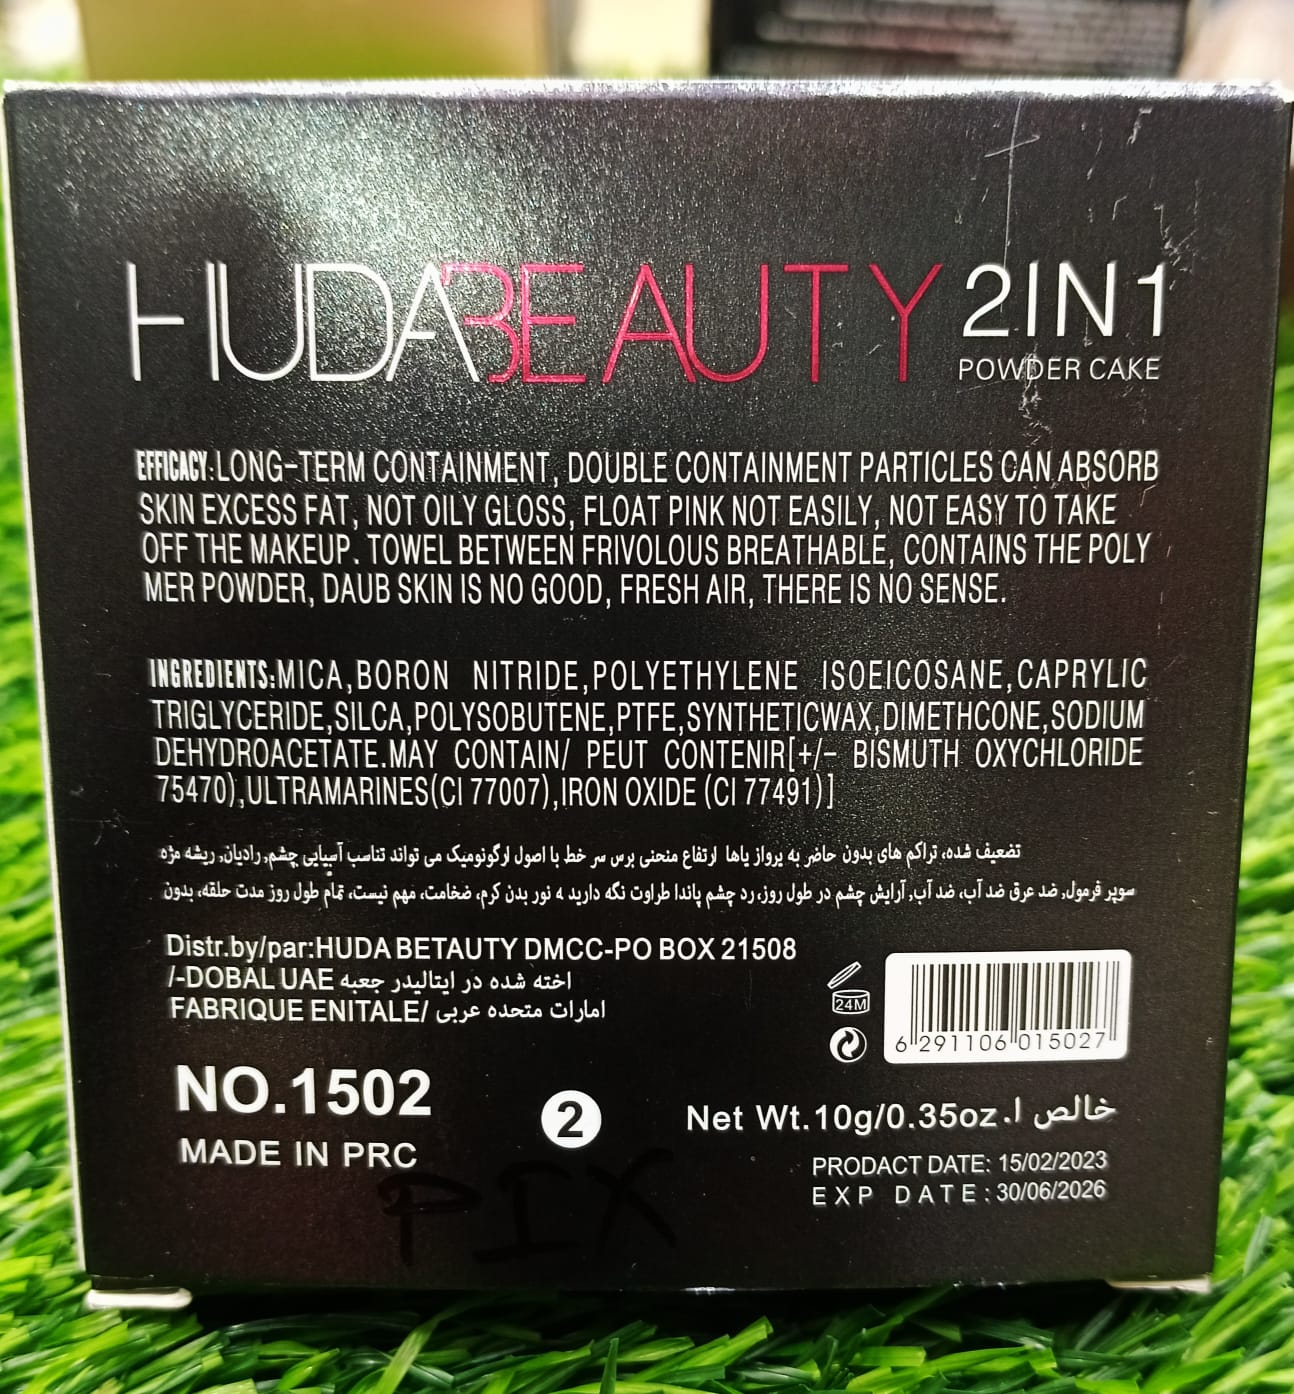 HUDABEAUTY 2IN1
POWDER CAKE
EFFICACY:LONG-TERM CONTAINMENT, DOUBLE CONTAINMENT PARTICLES CAN ABSORB
SKIN EXCESS FAT, NOT OILY GLOSS, FLOAT PINK NOT EASILY, NOT EASY TO TAKE
OFF THE MAKEUP. TOWEL BETWEEN FRIVOLOUS BREATHABLE, CONTAINS THE POLY
MER POWDER, DAUB SKIN IS NO GOOD, FRESH AIR, THERE IS NO SENSE.
INGREDIENTS:MICA,BORON NITRIDE,POLYETHYLENE ISOEICOSANE,CAPRYLIC
TRIGLYCERIDE,SILCA,POLYSOBUTENE,PTFE,SYNTHETICWAX,DIMETHCONE,SODIUM
DEHYDROACETATE.MAY CONTAIN/ PEUT CONTENIR[+/- BISMUTH OXYCHLORIDE
75470),ULTRAMARINES(CI 77007),IRON OXIDE (CI 77491)]
تضعیف شده، تراکم های بدون حاضر به پرواز یاها ارتفاع منحنی برس سر خط با اصول ارگونومیک می تواند تناسب آسیایی چشم, رادیان, ریشه مژه
سوپر فرمول, ضد عرق ضد آب، ضد آب, آرایش چشم در طول روز، رد چشم پاندا طراوت نگه دارید ه نور بدن کرم، ضخامت، مهم نیست، تمام طول روز مدت حلقه، بدون
Distr.by/par:HUDA BETAUTY DMCC-PO BOX 21508
/-DOBAL UAE اخته شده در ایتالیدر جعبه
FABRIQUE ENITALE/ امارات متحده عربی
24M
6 291106 015027
NO.1502
2
Net Wt.10g/0.35oz.خالص ا
MADE IN PRC
PRODACT DATE: 15/02/2023
EXP DATE: 30/06/2026
PIX